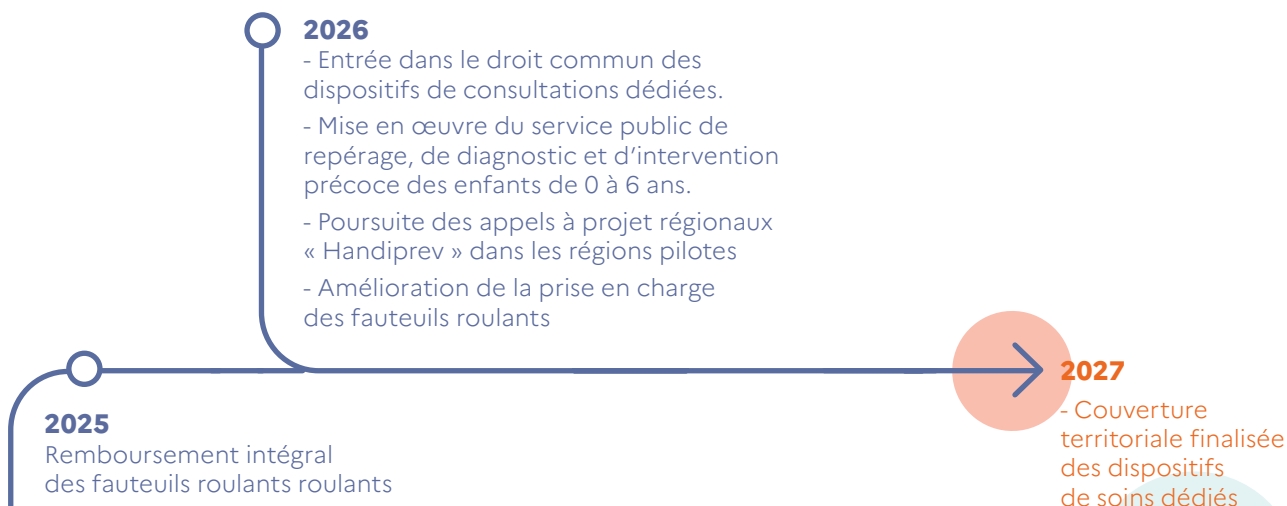 2026
- Entrée dans le droit commun des
dispositifs de consultations dédiées.
- Mise en œuvre du service public de
repérage, de diagnostic et d'intervention
précoce des enfants de 0 à 6 ans.
- Poursuite des appels à projet régionaux
« Handiprev » dans les régions pilotes
- Amélioration de la prise en charge
des fauteuils roulants
2025
Remboursement intégral
des fauteuils roulants roulants
2027
- Couverture
territoriale finalisée
des dispositifs
de soins dédiés